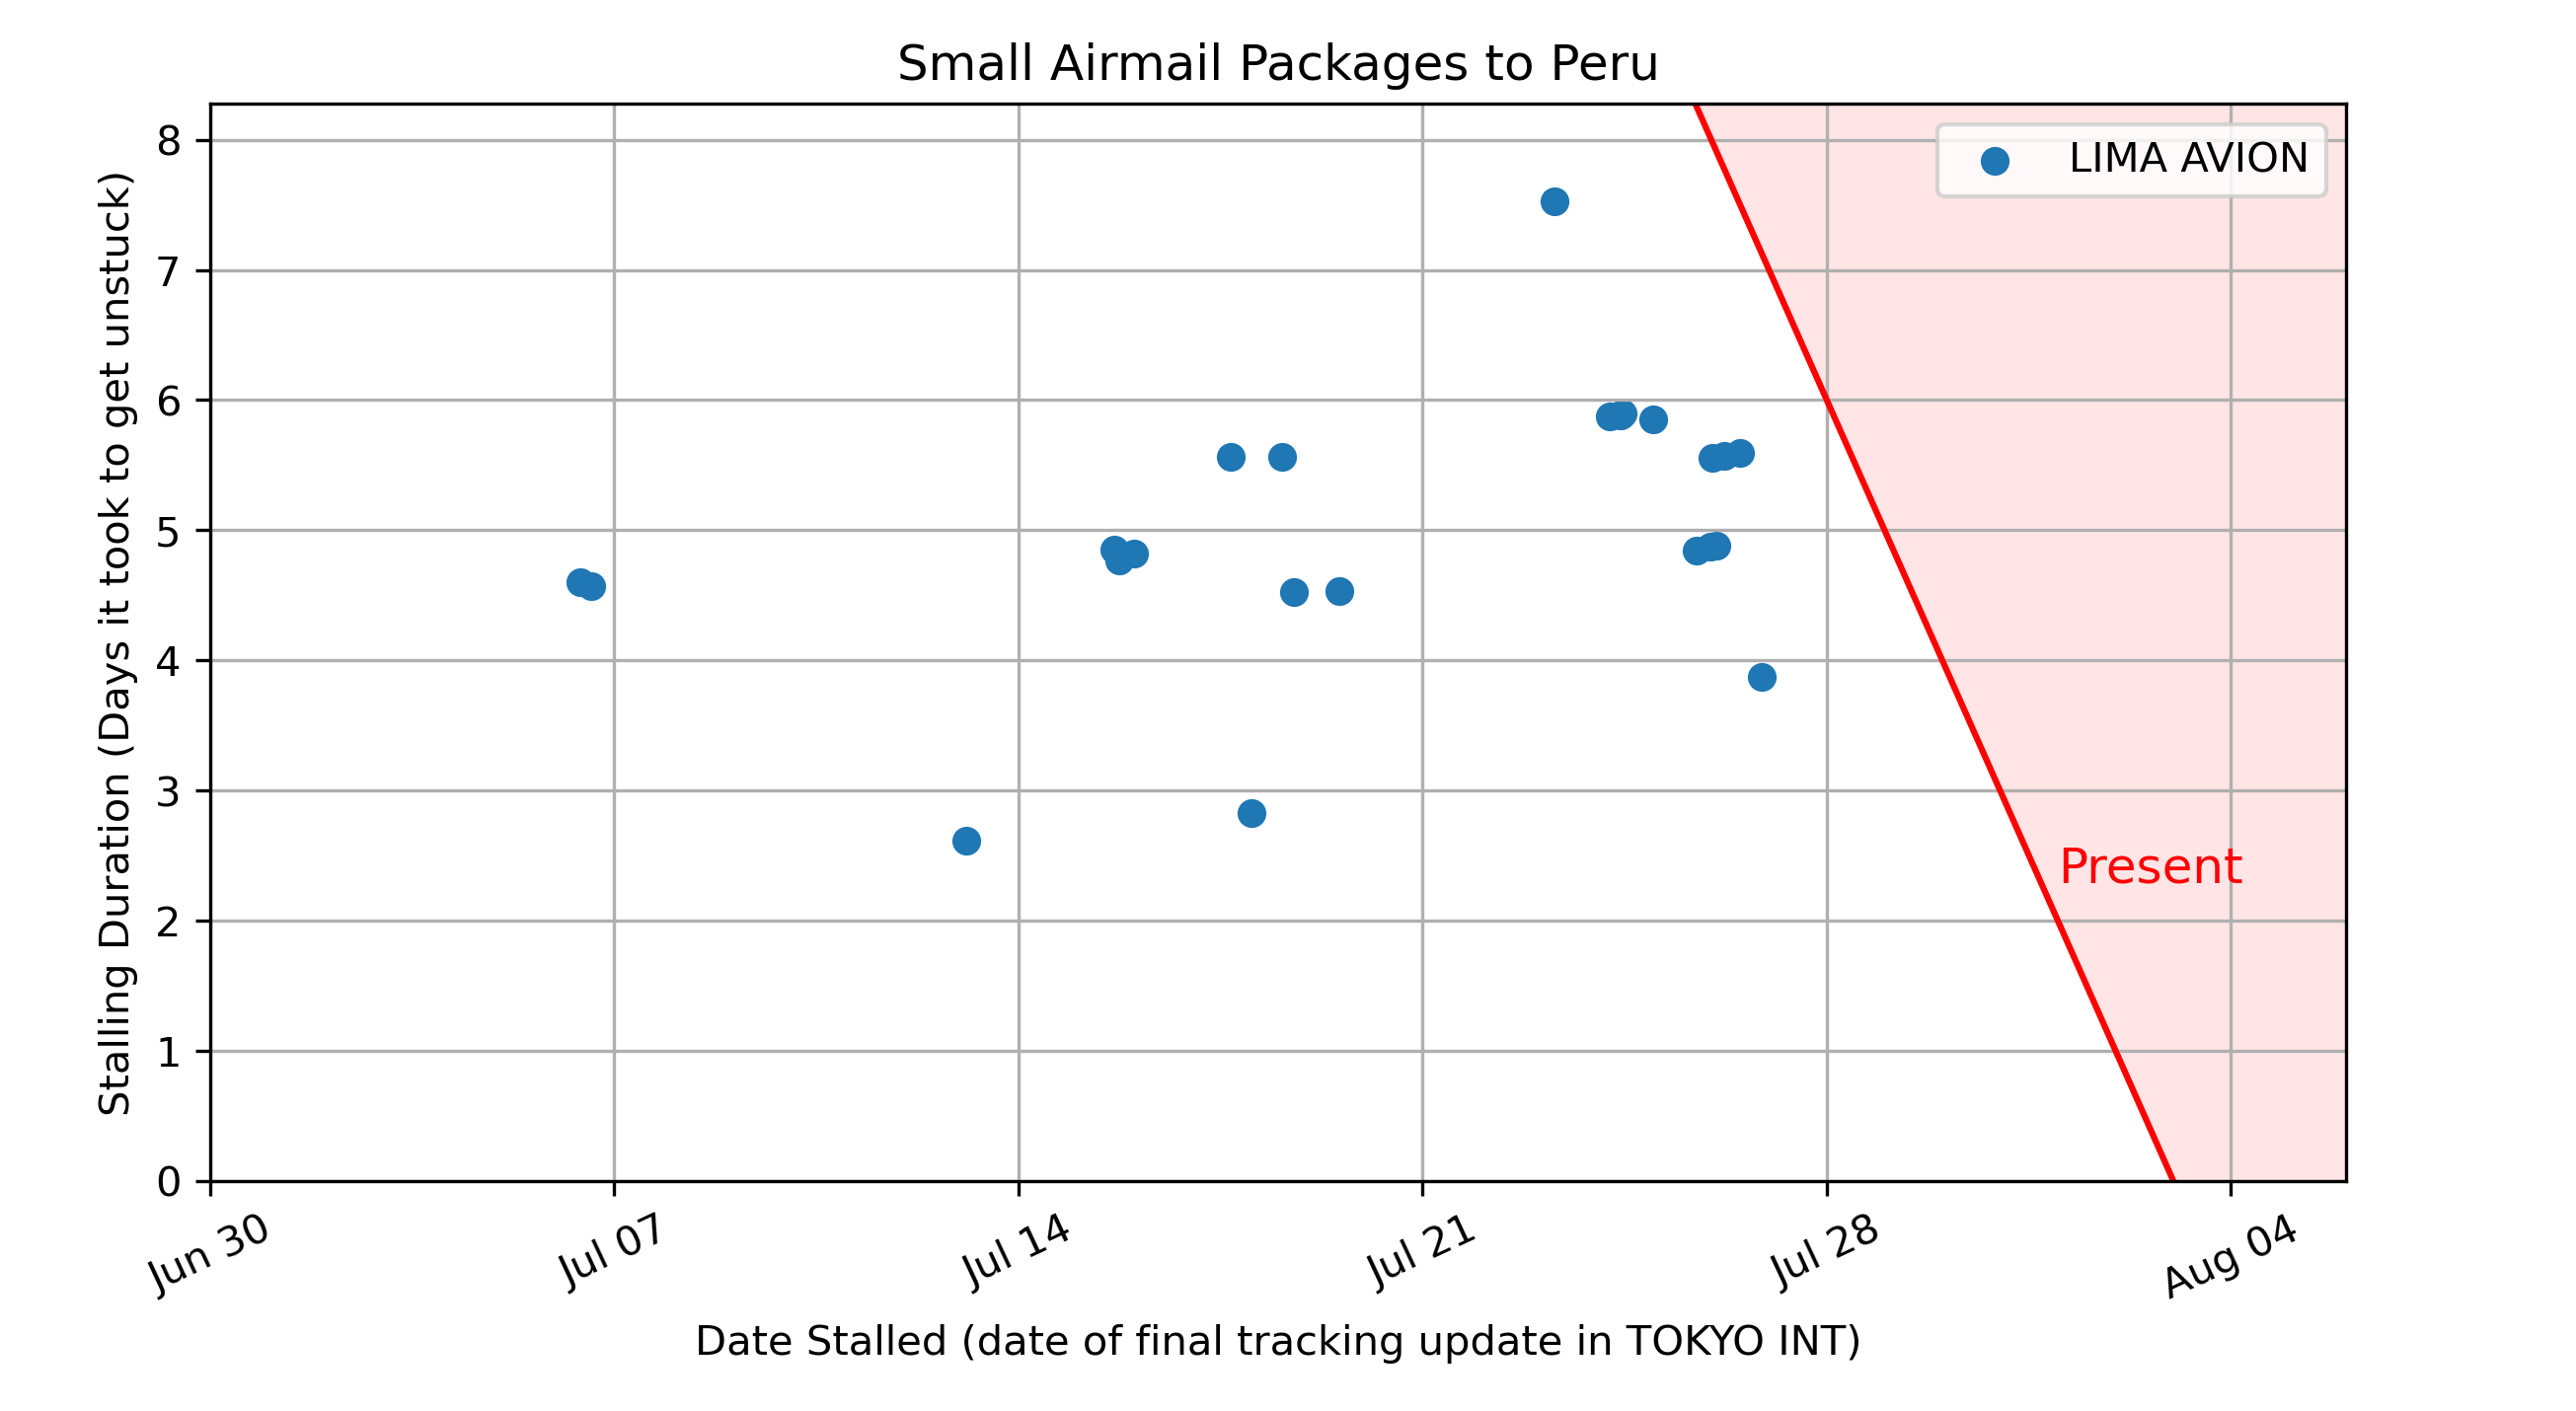 Small Airmail Packages to Peru
LIMA AVION
Stalling Duration (Days it took to get unstuck)
8
7
6
5
4
3
2
1
0
Present
Jun 30
Jul 07
Jul 14
Jul 21
Jul 28
Aug 04
Date Stalled (date of final tracking update in TOKYO INT)